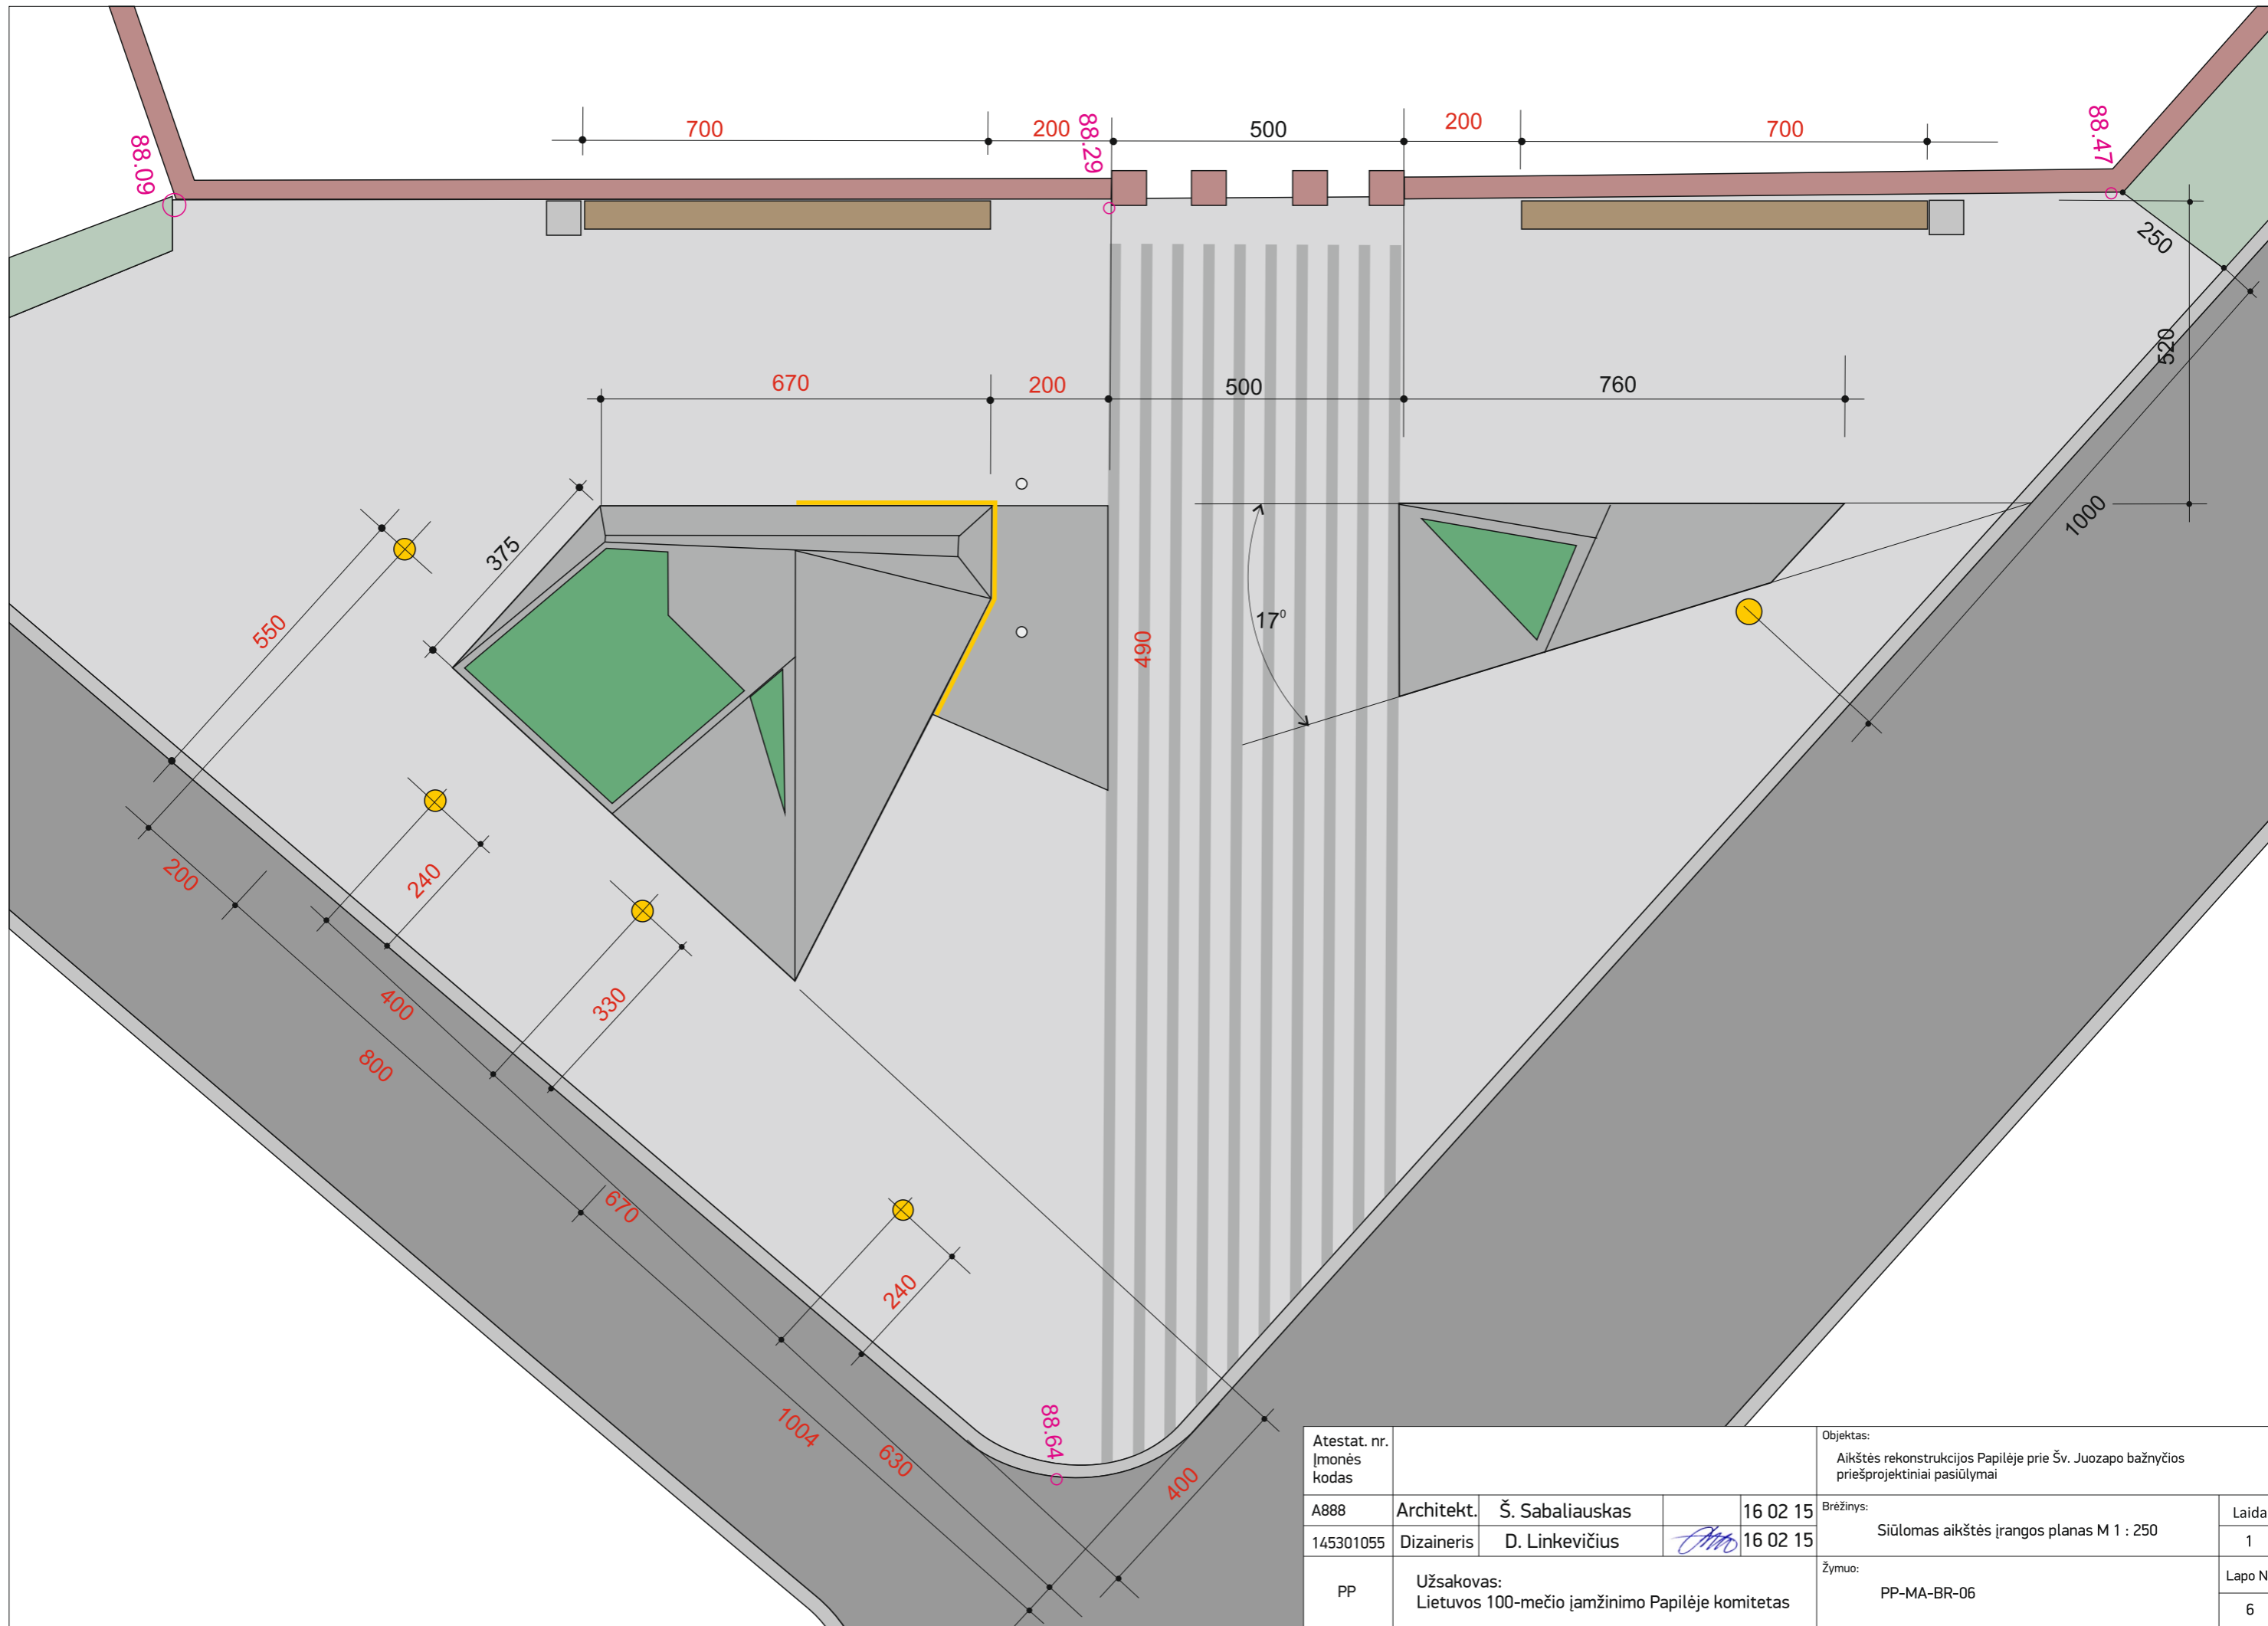 700
200
500
200
700
88.09
88.29
88.47
250
520
670
200
500
760
1000
375
550
490
17⁰
200
240
400
330
800
670
240
1004
630
88.64
400
Atestat. nr.
Įmonės
kodas
Objektas:
Aikštės rekonstrukcijos Papilėje prie Šv. Juozapo bažnyčios
priešprojektiniai pasiūlymai
A888 Architekt. Š. Sabaliauskas 16 02 15
145301055 Dizaineris D. Linkevičius 16 02 15
Brėžinys:
Siūlomas aikštės įrangos planas M 1 : 250
Laida
1
PP
Užsakovas:
Lietuvos 100-mečio įamžinimo Papilėje komitetas
Žymuo:
PP-MA-BR-06
Lapo N
6